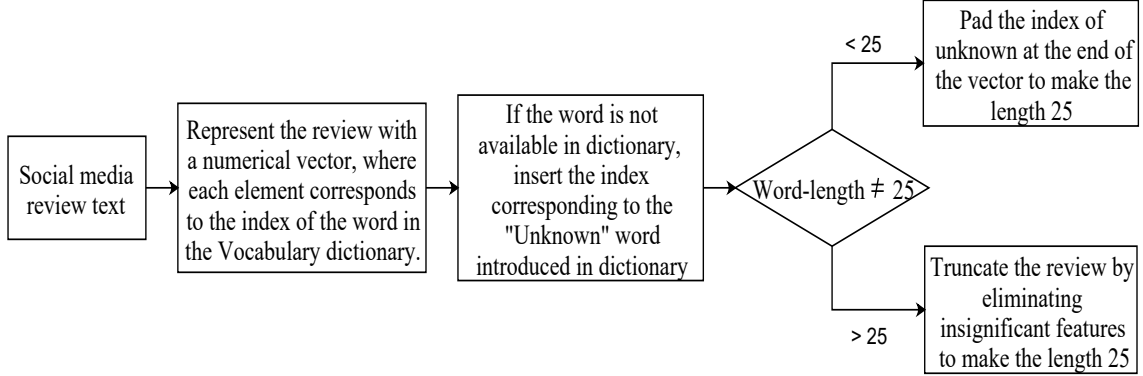 Social media
review text
Represent the review with
a numerical vector, where
each element corresponds
to the index of the word in
the Vocabulary dictionary.
If the word is not
available in dictionary,
insert the index
corresponding to the
"Unknown" word
introduced in dictionary
Word-length ≠ 25
< 25
Pad the index of
unknown at the end of
the vector to make the
length 25
> 25
Truncate the review by
eliminating
insignificant features
to make the length 25